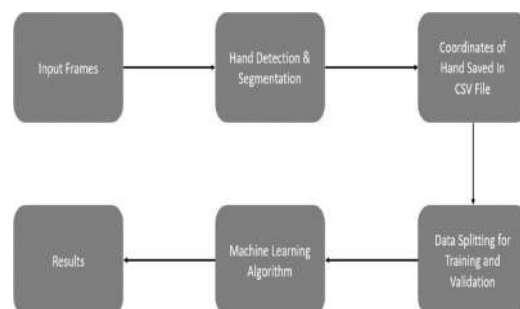 Input Frames
Hand Detection &
Segmentation
Coordinates of
Hand Saved In
CSV File
Data Splitting for
Training and
Validation
Machine Learning
Algorithm
Results